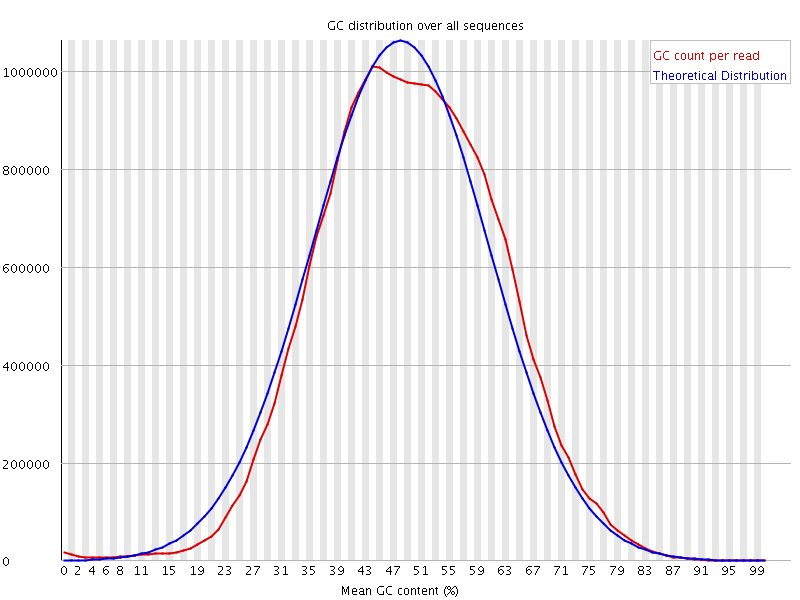 GC distribution over all sequences
GC count per read
Theoretical Distribution
1000000
800000
600000
400000
200000
0
0 2 4 6 8 11 15 19 23 27 31 35 39 43 47 51 55 59 63 67 71 75 79 83 87 91 95 99
Mean GC content (%)